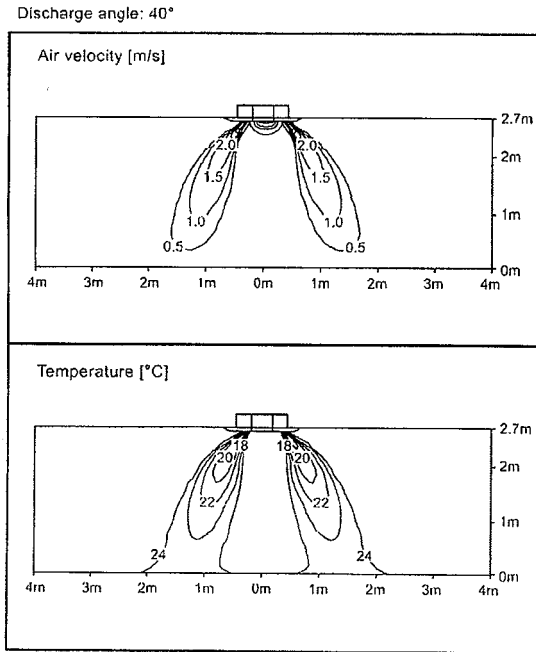 Discharge angle: 40°
Air velocity [m/s]
2.7m
2.0 2.0
2m
1.5 1.5
1.0 1.0
1m
0.5 0.5
0m
4m 3m 2m 1m 0m 1m 2m 3m 4m
Temperature [°C]
2.7m
18 18
20 20
2m
22 22
1m
24 24
0m
4m 3m 2m 1m 0m 1m 2m 3m 4m